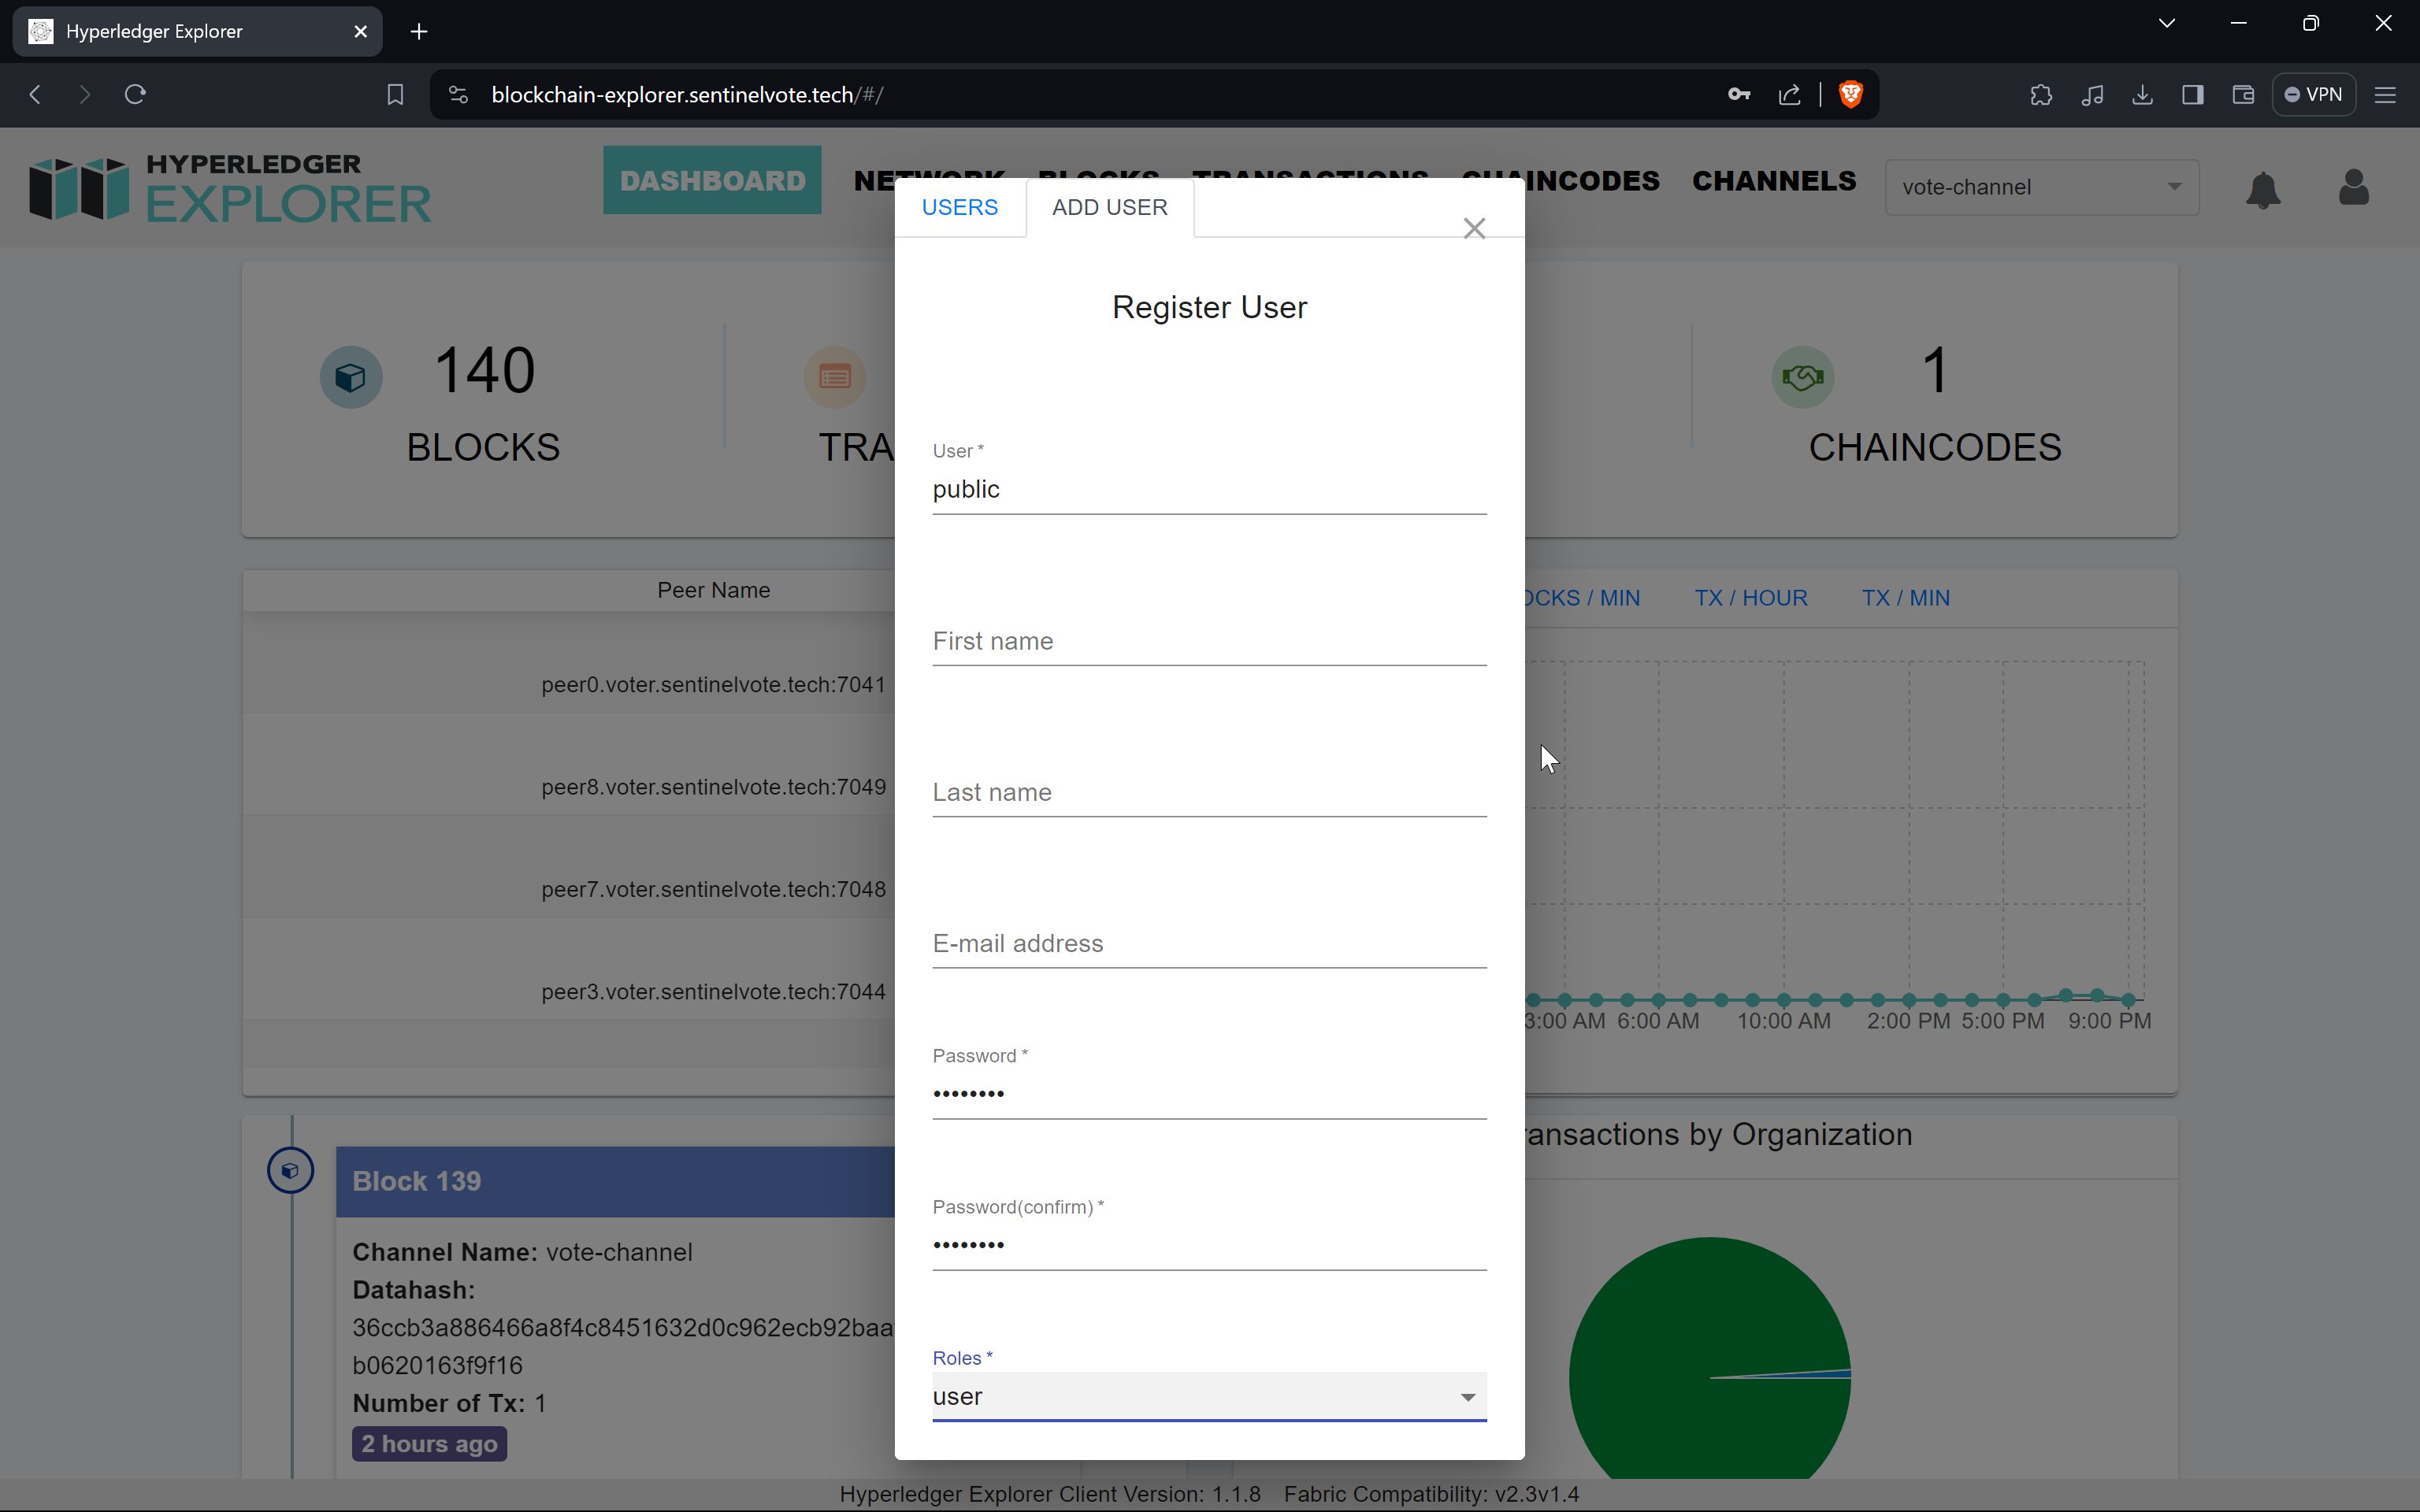 Hyperledger Explorer
blockchain-explorer.sentinelvote.tech/#/
VPN
HYPERLEDGER
EXPLORER
DASHBOARD
NETWORK
BLOCKS
TRANSACTIONS
CHAINCODES
CHANNELS
vote-channel
USERS
ADD USER
Register User
140
BLOCKS
TRA
1
CHAINCODES
User *
public
First name
Last name
E-mail address
Password *
••••••••
Password(confirm) *
••••••••
Roles *
user
Peer Name
peer0.voter.sentinelvote.tech:7041
peer8.voter.sentinelvote.tech:7049
peer7.voter.sentinelvote.tech:7048
peer3.voter.sentinelvote.tech:7044
OCKS / MIN
TX / HOUR
TX / MIN
3:00 AM 6:00 AM 10:00 AM 2:00 PM 5:00 PM 9:00 PM
Block 139
Channel Name: vote-channel
Datahash:
36ccb3a886466a8f4c8451632d0c962ecb92baa
b0620163f9f16
Number of Tx: 1
2 hours ago
ransactions by Organization
Hyperledger Explorer Client Version: 1.1.8 Fabric Compatibility: v2.3v1.4